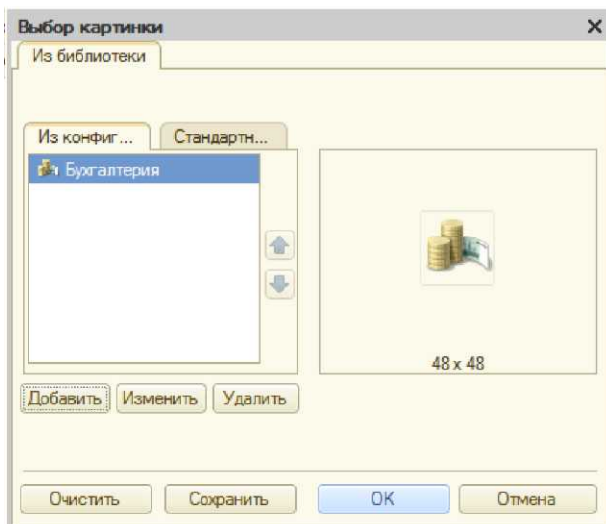 Выбор картинки
Из библиотеки
Из конфиг... Стандартн...
Бухгалтерия
48 x 48
Добавить Изменить Удалить
Очистить Сохранить OK Отмена